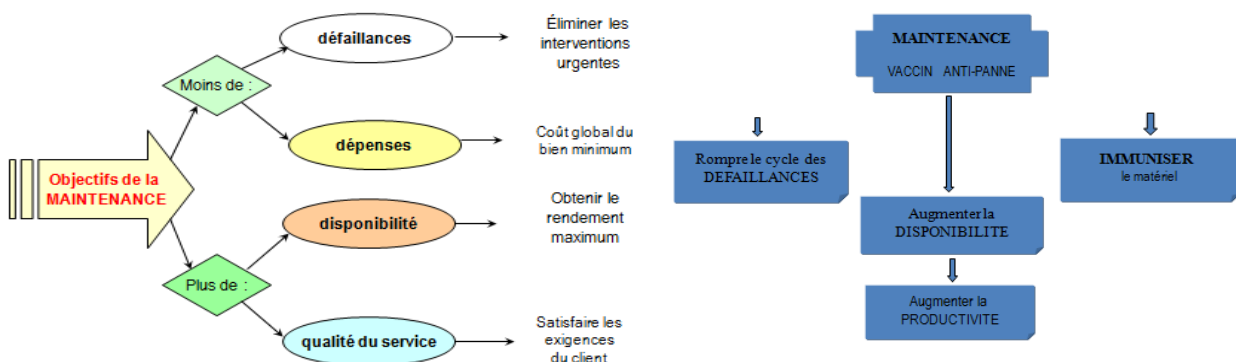 Objectifs de la
MAINTENANCE
Moins de :
défaillances
Éliminer les
interventions
urgentes
dépenses
Coût global du
bien minimum
Plus de :
disponibilité
Obtenir le
rendement
maximum
qualité du service
Satisfaire les
exigences
du client
MAINTENANCE
VACCIN ANTI-PANNE
Rompre le cycle des
DEFAILLANCES
IMMUNISER
le matériel
Augmenter la
DISPONIBILITE
Augmenter la
PRODUCTIVITE